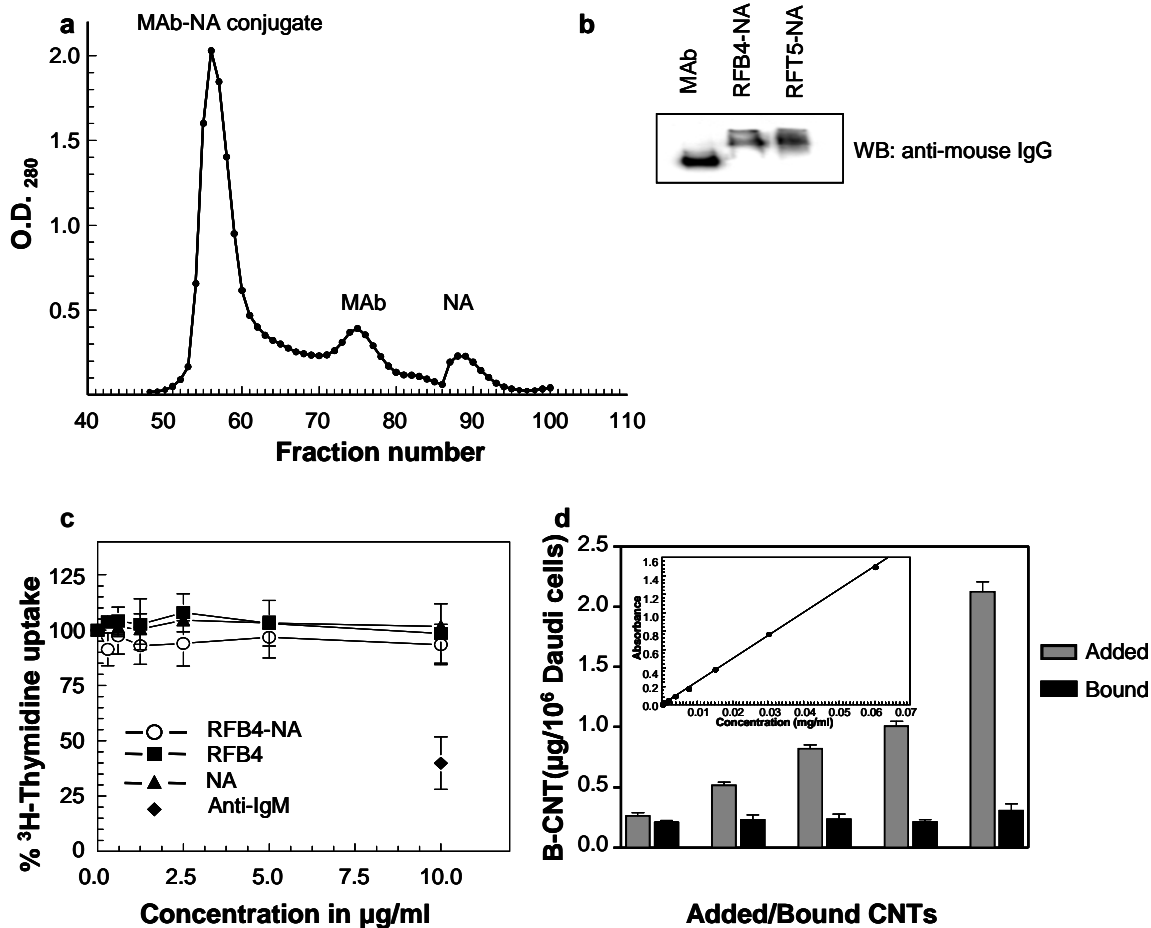 a
MAb-NA conjugate
2.0
1.5
1.0
0.5
O.D. 280
MAb
NA
40 50 60 70 80 90 100 110
Fraction number
b
MAb
RFB4-NA
RFT5-NA
WB: anti-mouse IgG
c
125
100
75
50
25
0
% ³H-Thymidine uptake
RFB4-NA
RFB4
NA
Anti-IgM
0.0 2.5 5.0 7.5 10.0
Concentration in µg/ml
d
2.5
2.0
1.5
1.0
0.5
0.0
B-CNT(µg/10⁶ Daudi cells)
1.6
1.4
1.2
1.0
0.8
0.6
0.4
0.2
0.0
Absorbance
0.01 0.02 0.03 0.04 0.05 0.06 0.07
Concentration (mg/ml)
Added
Bound
Added/Bound CNTs